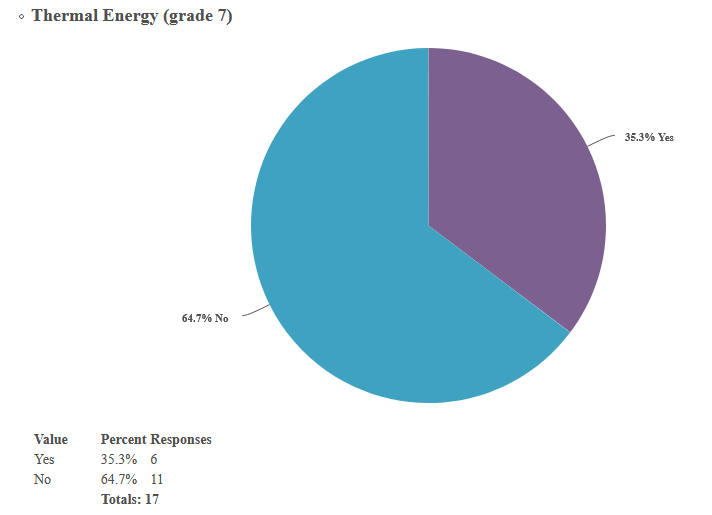 Thermal Energy (grade 7)
35.3% Yes
64.7% No
Value Percent Responses
Yes 35.3% 6
No 64.7% 11
Totals: 17